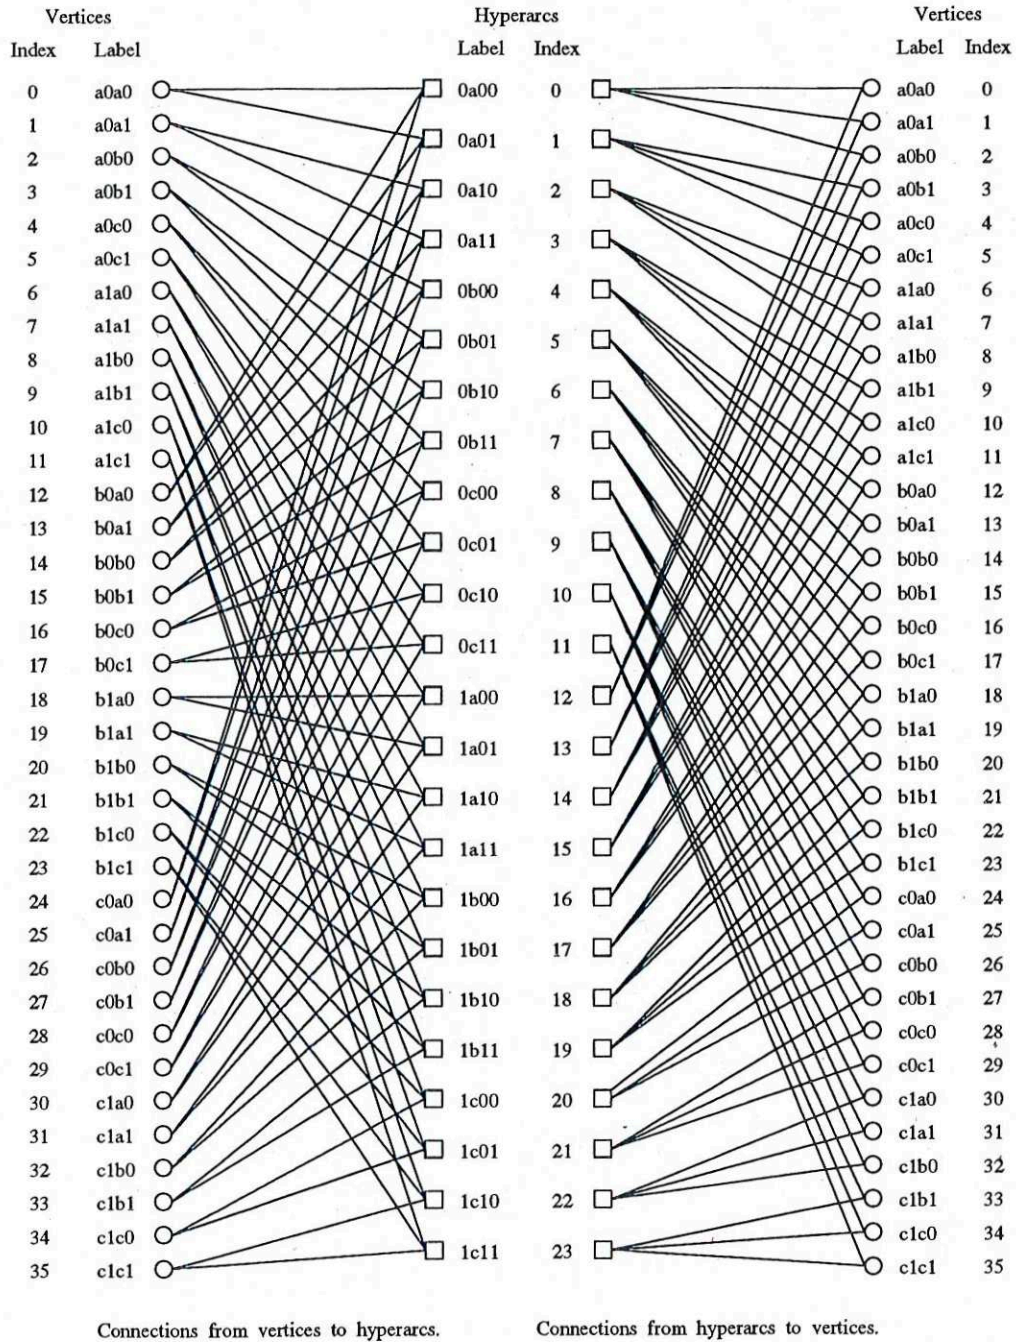 Vertices Hyperarcs Vertices
Index Label Label Index Label Index
0 a0a0 0a00 0 a0a0 0
1 a0a1 0a01 1 a0a1 1
2 a0b0 0a10 2 a0b0 2
3 a0b1 0a11 3 a0b1 3
4 a0c0 0b00 4 a0c0 4
5 a0c1 0b01 5 a0c1 5
6 a1a0 0b10 6 a1a0 6
7 a1a1 0b11 7 a1a1 7
8 a1b0 0c00 8 a1b0 8
9 a1b1 0c01 9 a1b1 9
10 a1c0 0c10 10 a1c0 10
11 a1c1 0c11 11 a1c1 11
12 b0a0 1a00 12 b0a0 12
13 b0a1 1a01 13 b0a1 13
14 b0b0 1a10 14 b0b0 14
15 b0b1 1a11 15 b0b1 15
16 b0c0 1b00 16 b0c0 16
17 b0c1 1b01 17 b0c1 17
18 b1a0 1b10 18 b1a0 18
19 b1a1 1b11 19 b1a1 19
20 b1b0 1c00 20 b1b0 20
21 b1b1 1c01 21 b1b1 21
22 b1c0 1c10 22 b1c0 22
23 b1c1 1c11 23 b1c1 23
24 c0a0 c0a0 24
25 c0a1 c0a1 25
26 c0b0 c0b0 26
27 c0b1 c0b1 27
28 c0c0 c0c0 28
29 c0c1 c0c1 29
30 c1a0 c1a0 30
31 c1a1 c1a1 31
32 c1b0 c1b0 32
33 c1b1 c1b1 33
34 c1c0 c1c0 34
35 c1c1 c1c1 35
Connections from vertices to hyperarcs. Connections from hyperarcs to vertices.